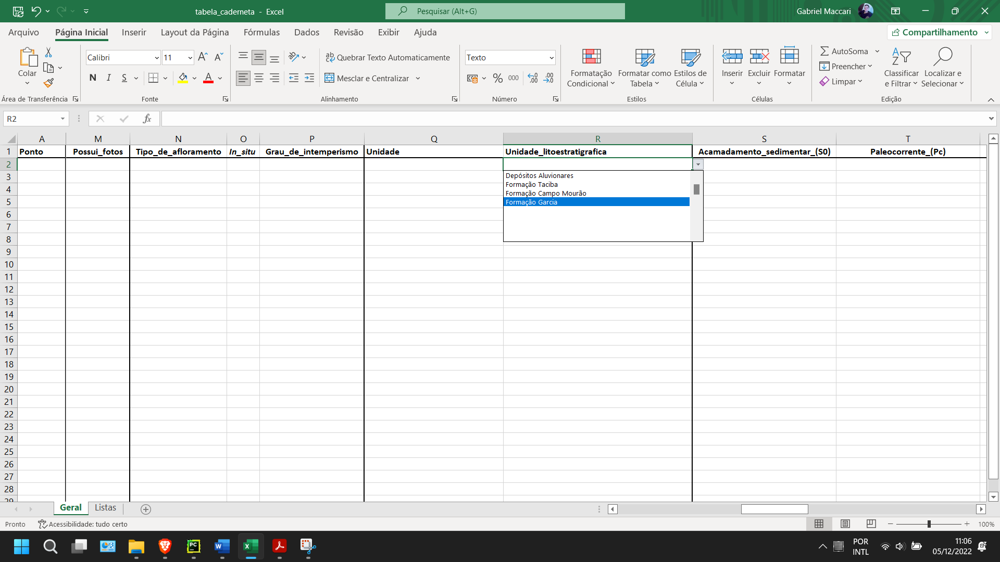 tabela_caderneta - Excel
Pesquisar (Alt+G)
Gabriel Maccari
Arquivo Página Inicial Inserir Layout da Página Fórmulas Dados Revisão Exibir Ajuda
Compartilhamento
Colar
Área de Transferência
Calibri 11
N I S
A
Fonte
Quebrar Texto Automaticamente
Mesclar e Centralizar
Alinhamento
Texto
% 000
Número
Formatação Condicional
Formatar como Tabela
Estilos de Célula
Estilos
Inserir Excluir Formatar
Células
AutoSoma
Preencher
Limpar
Classificar e Filtrar
Localizar e Selecionar
Edição
R2 fx
A M N O P Q R S T
1 Ponto Possui_fotos Tipo_de_afloramento In_situ Grau_de_intemperismo Unidade Unidade_litoestratigrafica Acamadamento_sedimentar_(S0) Paleocorrente_(Pc)
2
Depósitos Aluvionares
3
Formação Taciba
4
Formação Campo Mourão
5
Formação Garcia
6
7
8
9
10
11
12
13
14
15
16
17
18
19
20
21
22
23
24
25
26
27
28
29
Geral Listas
Pronto Acessibilidade: tudo certo 100%
POR
INTL
11:06
05/12/2022